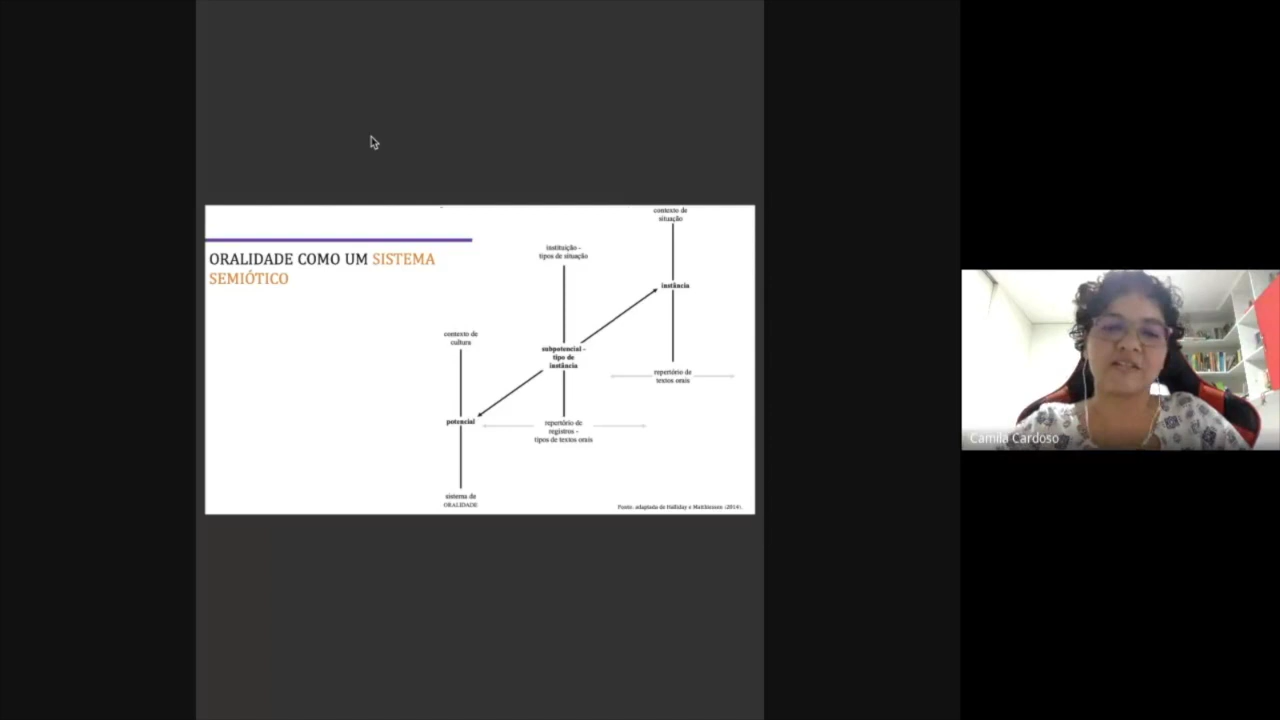 ORALIDADE COMO UM SISTEMA
SEMIÓTICO
contexto de
cultura
potencial
sistema de
ORALIDADE
instituição -
tipos de situação
subpotencial -
tipo de
instância
repertório de
registros -
tipos de textos orais
contexto de
situação
instância
repertório de
textos orais
Fonte: adaptada de Halliday e Matthiessen (2014).
Camila Cardoso